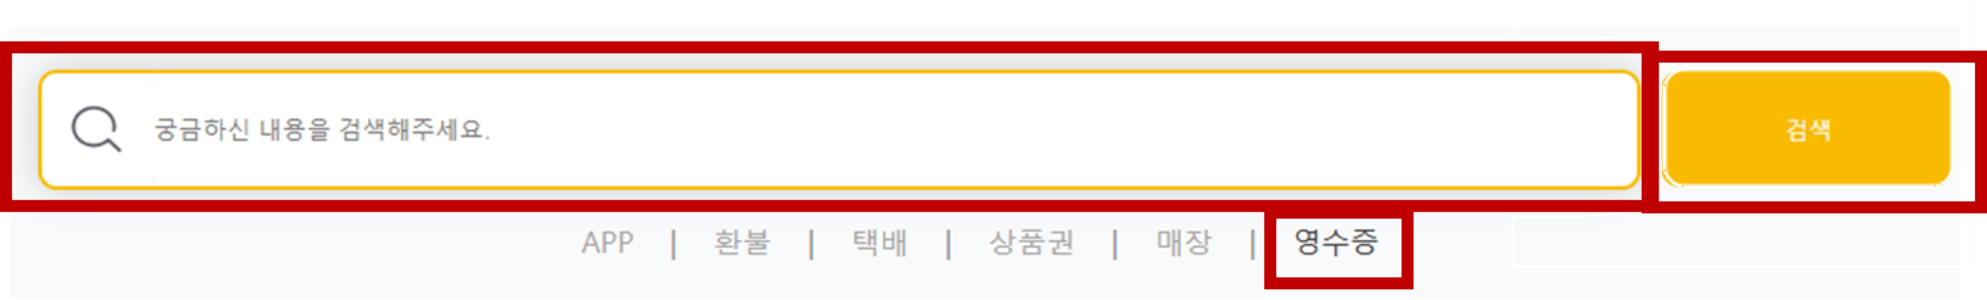 궁금하신 내용을 검색해주세요. 검색
APP | 환불 | 택배 | 상품권 | 매장 | 영수증